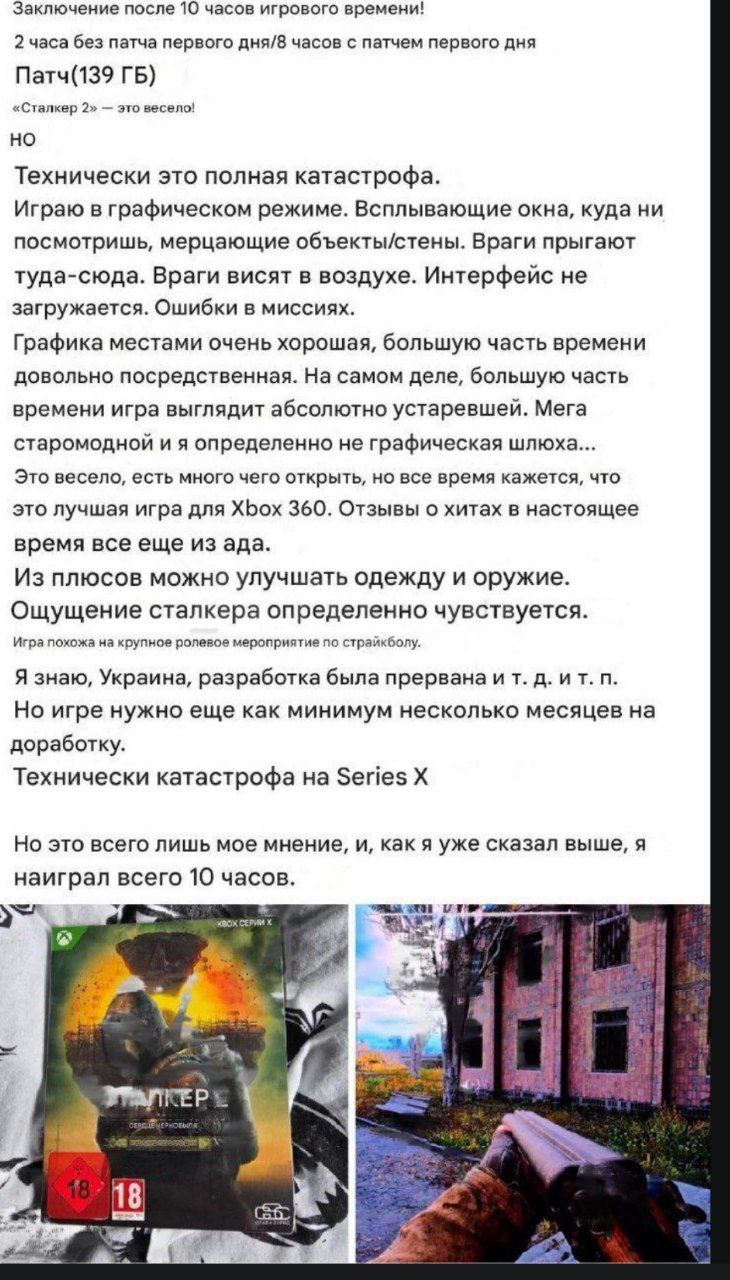 Заключение после 10 часов игрового времени!
2 часа без патча первого дня/8 часов с патчем первого дня
Патч(139 ГБ)
«Сталкер 2» — это весело!
НО
Технически это полная катастрофа.
Играю в графическом режиме. Всплывающие окна, куда ни
посмотришь, мерцающие объекты/стены. Враги прыгают
туда-сюда. Враги висят в воздухе. Интерфейс не
загружается. Ошибки в миссиях.
Графика местами очень хорошая, большую часть времени
довольно посредственная. На самом деле, большую часть
времени игра выглядит абсолютно устаревшей. Мега
старомодной и я определенно не графическая шлюха...
Это весело, есть много чего открыть, но все время кажется, что
это лучшая игра для Xbox 360. Отзывы о хитах в настоящее
время все еще из ада.
Из плюсов можно улучшать одежду и оружие.
Ощущение сталкера определенно чувствуется.
Игра похожа на крупное ролевое мероприятие по страйкболу.
Я знаю, Украина, разработка была прервана и т. д. и т. п.
Но игре нужно еще как минимум несколько месяцев на
доработку.
Технически катастрофа на Series X
Но это всего лишь мое мнение, и, как я уже сказал выше, я
наиграл всего 10 часов.
XBOX СЕРИИ X
СТАЛКЕР 2
СЕРДЦЕ ЧЕРНОБЫЛЯ
18
18